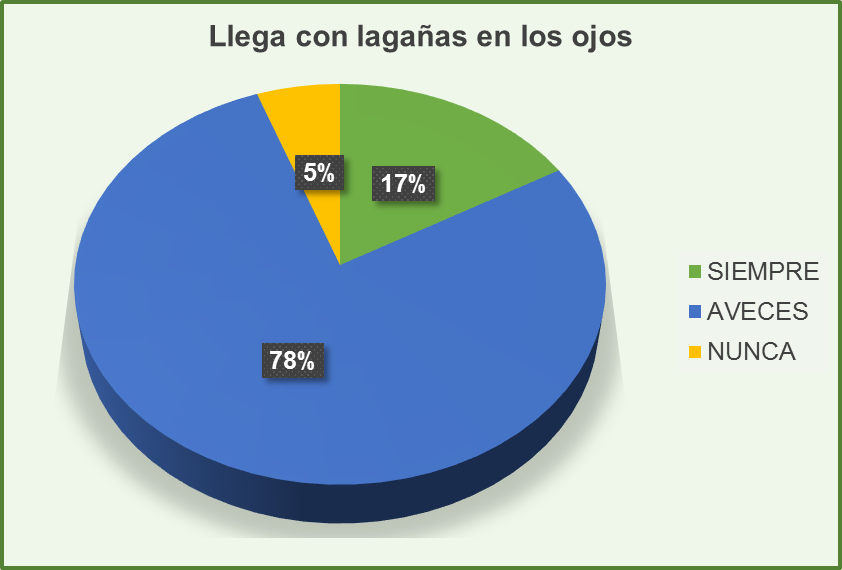 Llega con lagañas en los ojos
5%
17%
78%
SIEMPRE
AVECES
NUNCA